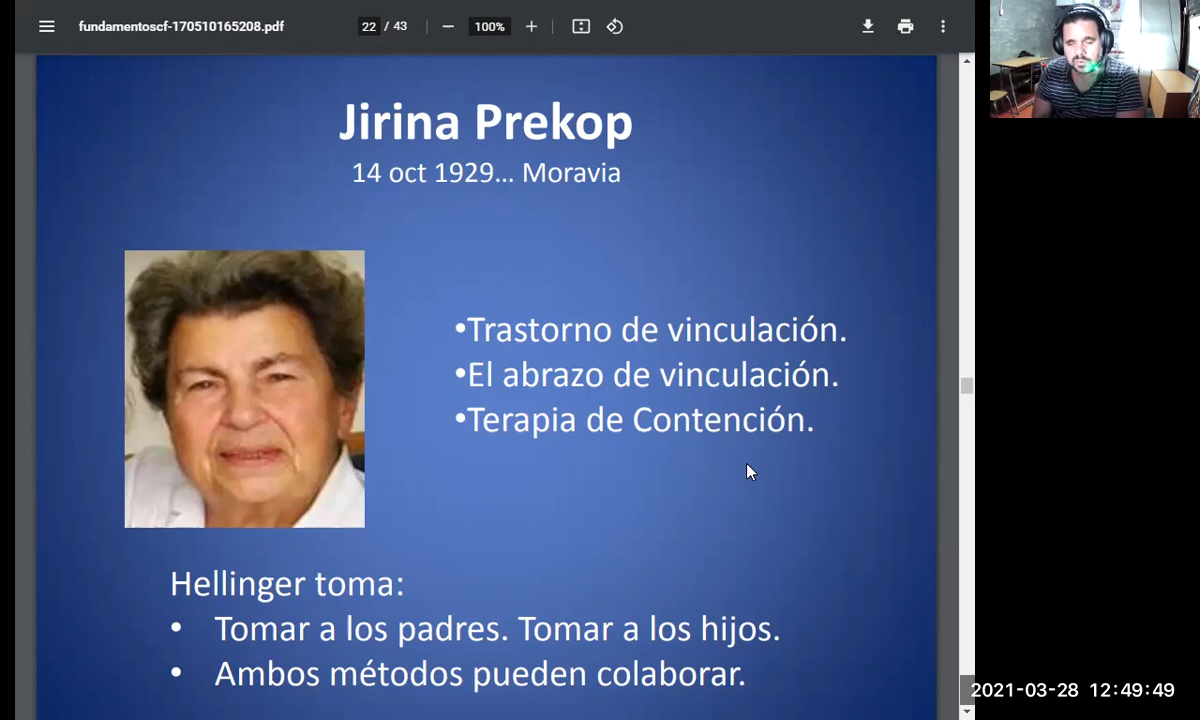 fundamentoscf-170510165208.pdf
22 / 43
100%
Jirina Prekop
14 oct 1929... Moravia
•Trastorno de vinculación.
•El abrazo de vinculación.
•Terapia de Contención.
Hellinger toma:
• Tomar a los padres. Tomar a los hijos.
• Ambos métodos pueden colaborar.
2021-03-28 12:49:49